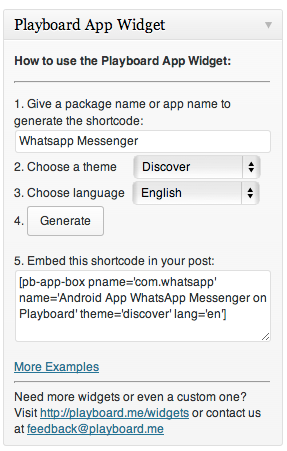 Playboard App Widget
How to use the Playboard App Widget:
1. Give a package name or app name to
generate the shortcode:
Whatsapp Messenger
2. Choose a theme Discover
3. Choose language English
4. Generate
5. Embed this shortcode in your post:
[pb-app-box pname='com.whatsapp'
name='Android App WhatsApp Messenger on
Playboard' theme='discover' lang='en']
More Examples
Need more widgets or even a custom one?
Visit http://playboard.me/widgets or contact us
at feedback@playboard.me